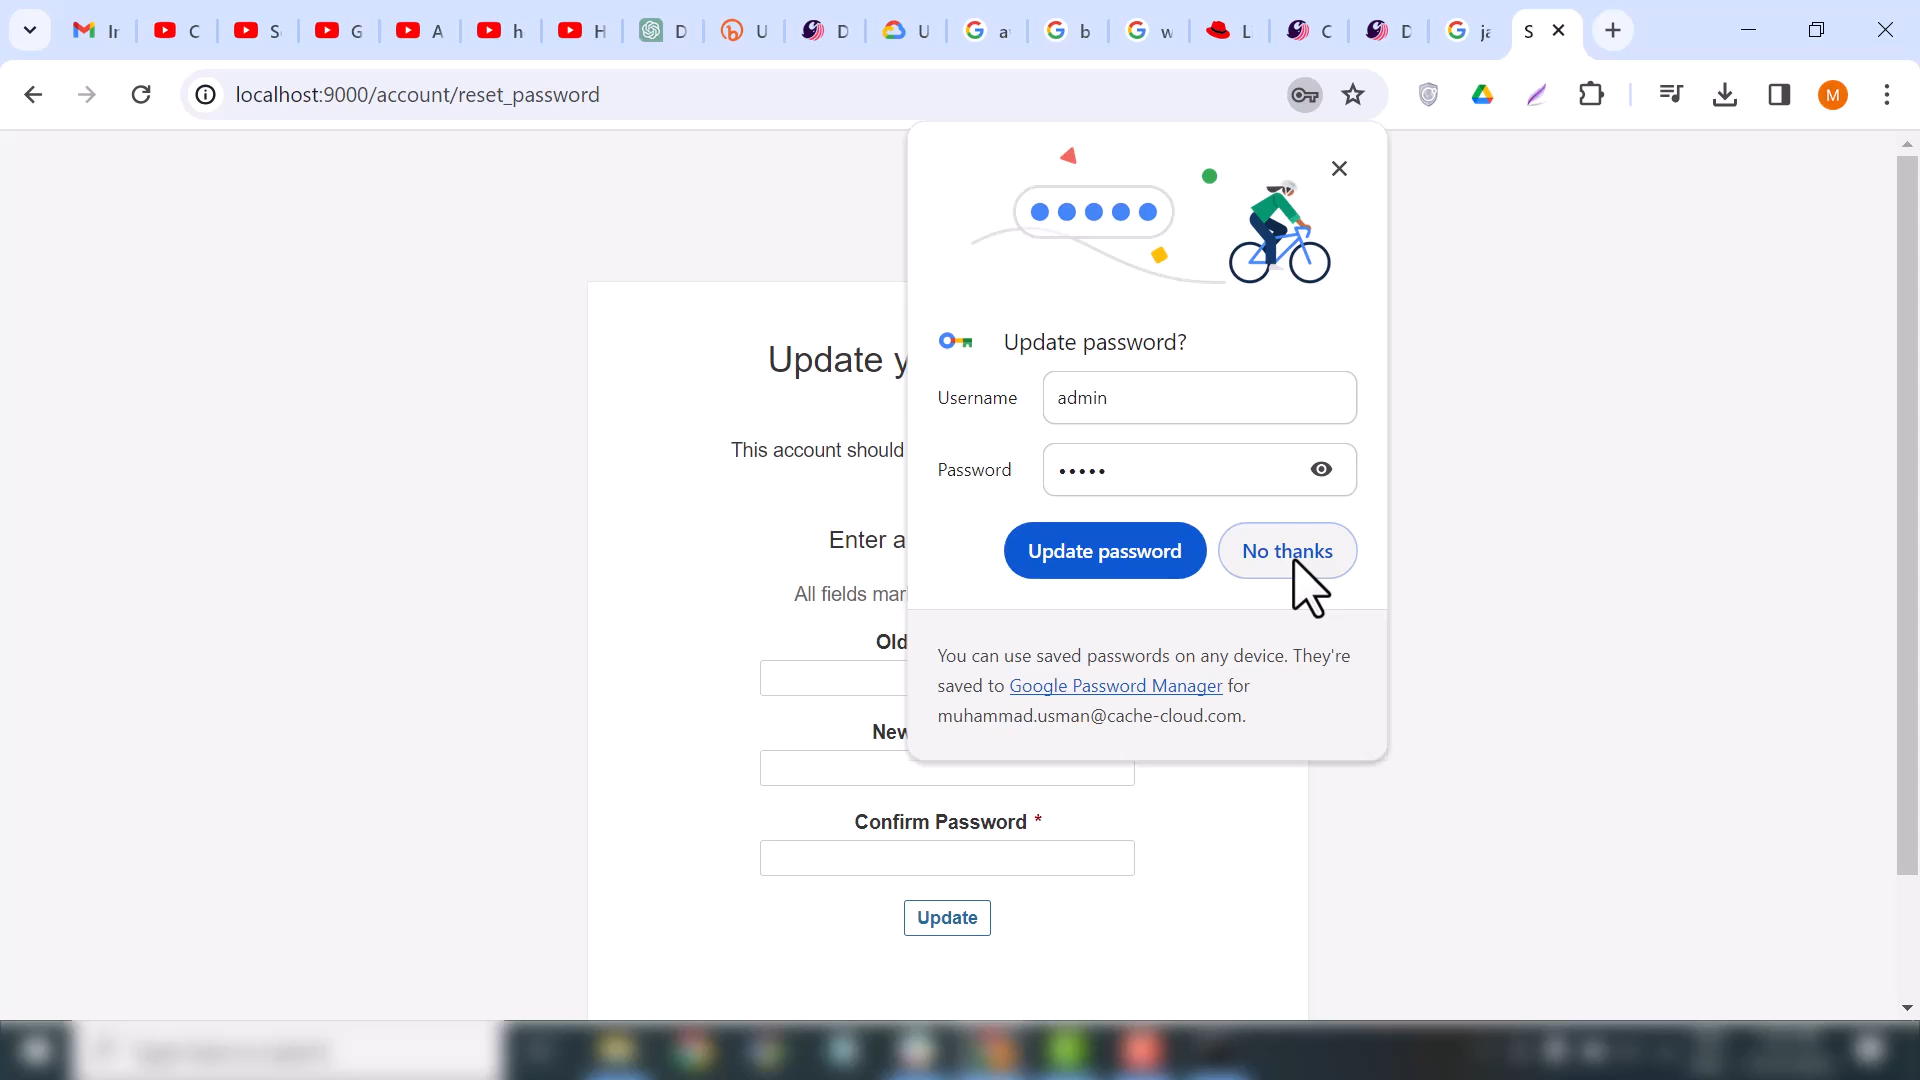 Ir
C
S
G
A
h
H
D
U
D
U
a
b
w
L
C
D
ja
S
localhost:9000/account/reset_password
M
Update password?
Update y
Username
admin
This account should
Password
•••••
Enter a
Update password
No thanks
All fields mar
Old
You can use saved passwords on any device. They're
saved to Google Password Manager for
muhammad.usman@cache-cloud.com.
New
Confirm Password *
Update